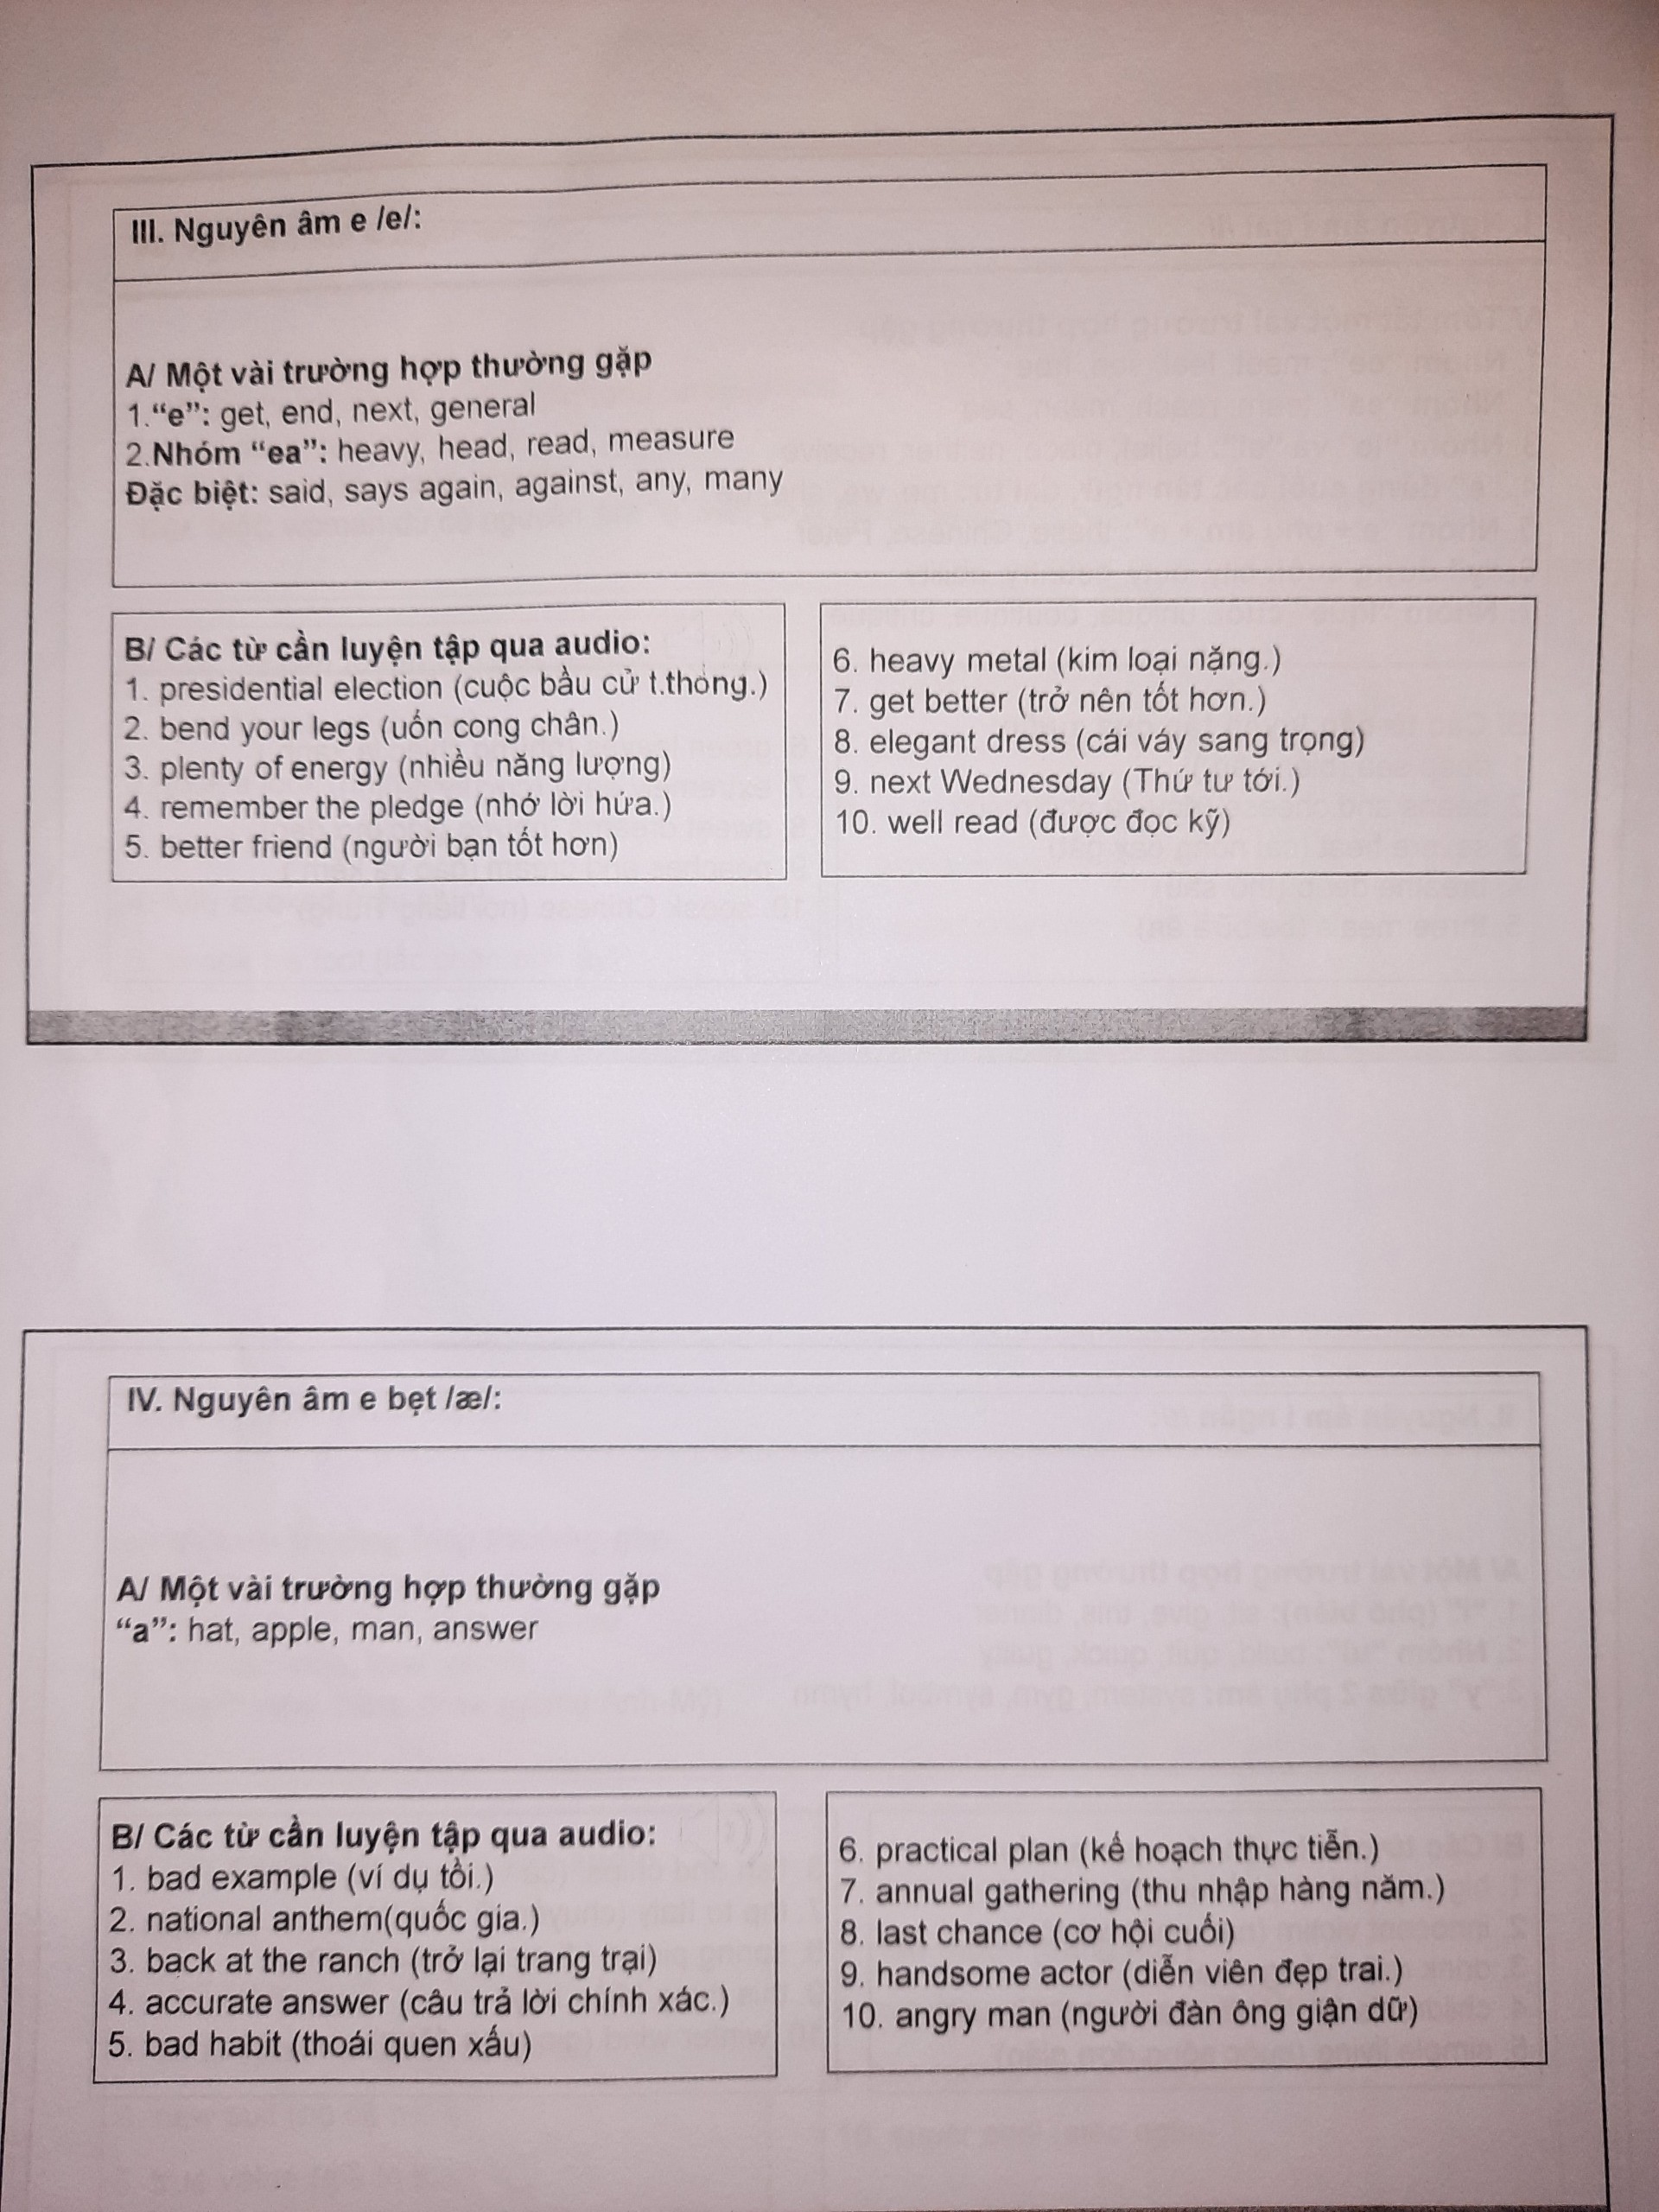 III. Nguyên âm e /e/:
A/ Một vài trường hợp thường gặp
1.“e”: get, end, next, general
2.Nhóm “ea”: heavy, head, read, measure
Đặc biệt: said, says again, against, any, many
B/ Các từ cần luyện tập qua audio:
1. presidential election (cuộc bầu cử t.thống.)
2. bend your legs (uốn cong chân.)
3. plenty of energy (nhiều năng lượng)
4. remember the pledge (nhớ lời hứa.)
5. better friend (người bạn tốt hơn)
6. heavy metal (kim loại nặng.)
7. get better (trở nên tốt hơn.)
8. elegant dress (cái váy sang trọng)
9. next Wednesday (Thứ tư tới.)
10. well read (được đọc kỹ)
IV. Nguyên âm e bẹt /æ/:
A/ Một vài trường hợp thường gặp
“a”: hat, apple, man, answer
B/ Các từ cần luyện tập qua audio:
1. bad example (ví dụ tồi.)
2. national anthem(quốc gia.)
3. back at the ranch (trở lại trang trại)
4. accurate answer (câu trả lời chính xác.)
5. bad habit (thoái quen xấu)
6. practical plan (kế hoạch thực tiễn.)
7. annual gathering (thu nhập hàng năm.)
8. last chance (cơ hội cuối)
9. handsome actor (diễn viên đẹp trai.)
10. angry man (người đàn ông giận dữ)